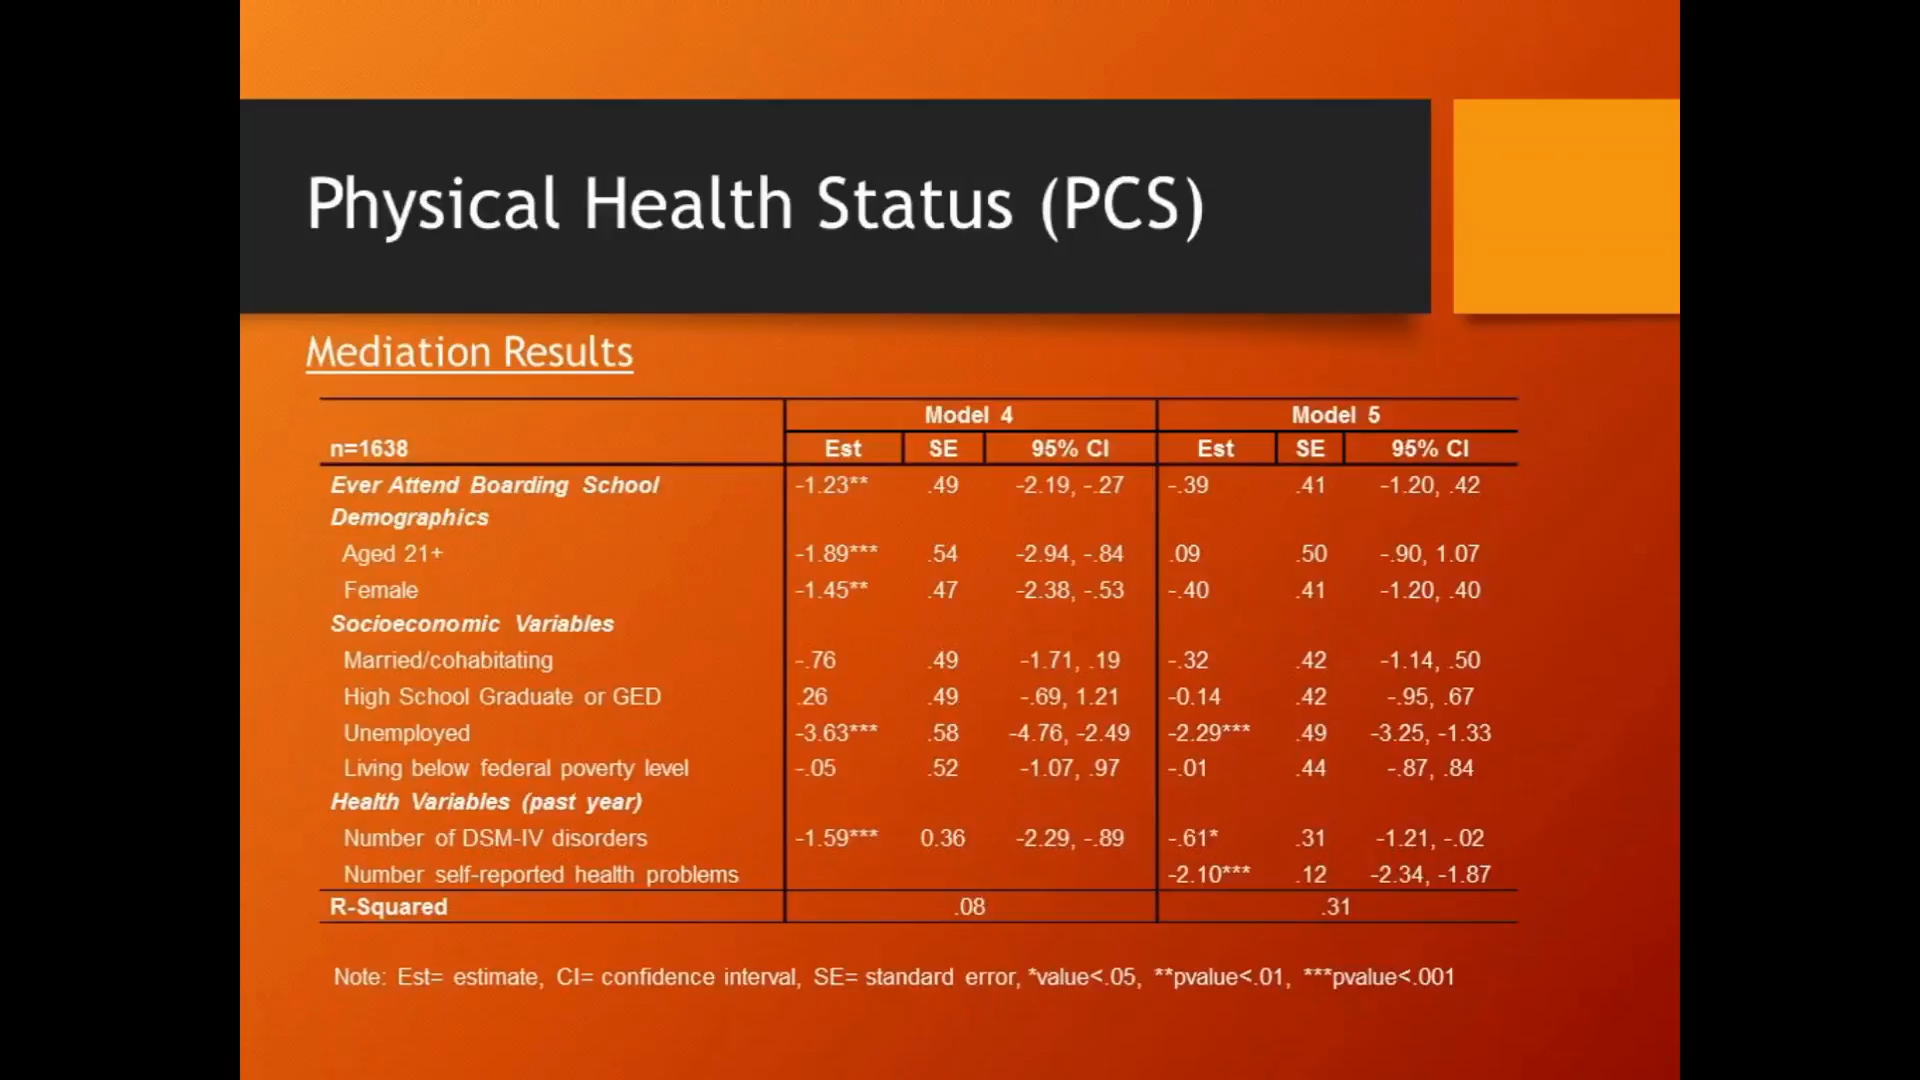 Physical Health Status (PCS)
Mediation Results
Model 4 Model 5
n=1638 Est SE 95% CI Est SE 95% CI
Ever Attend Boarding School -1.23** .49 -2.19, -.27 -.39 .41 -1.20, .42
Demographics
Aged 21+ -1.89*** .54 -2.94, -.84 .09 .50 -.90, 1.07
Female -1.45** .47 -2.38, -.53 -.40 .41 -1.20, .40
Socioeconomic Variables
Married/cohabitating -.76 .49 -1.71, .19 -.32 .42 -1.14, .50
High School Graduate or GED .26 .49 -.69, 1.21 -0.14 .42 -.95, .67
Unemployed -3.63*** .58 -4.76, -2.49 -2.29*** .49 -3.25, -1.33
Living below federal poverty level -.05 .52 -1.07, .97 -.01 .44 -.87, .84
Health Variables (past year)
Number of DSM-IV disorders -1.59*** 0.36 -2.29, -.89 -.61* .31 -1.21, -.02
Number self-reported health problems -2.10*** .12 -2.34, -1.87
R-Squared .08 .31
Note: Est= estimate, CI= confidence interval, SE= standard error, *value<.05, **pvalue<.01, ***pvalue<.001